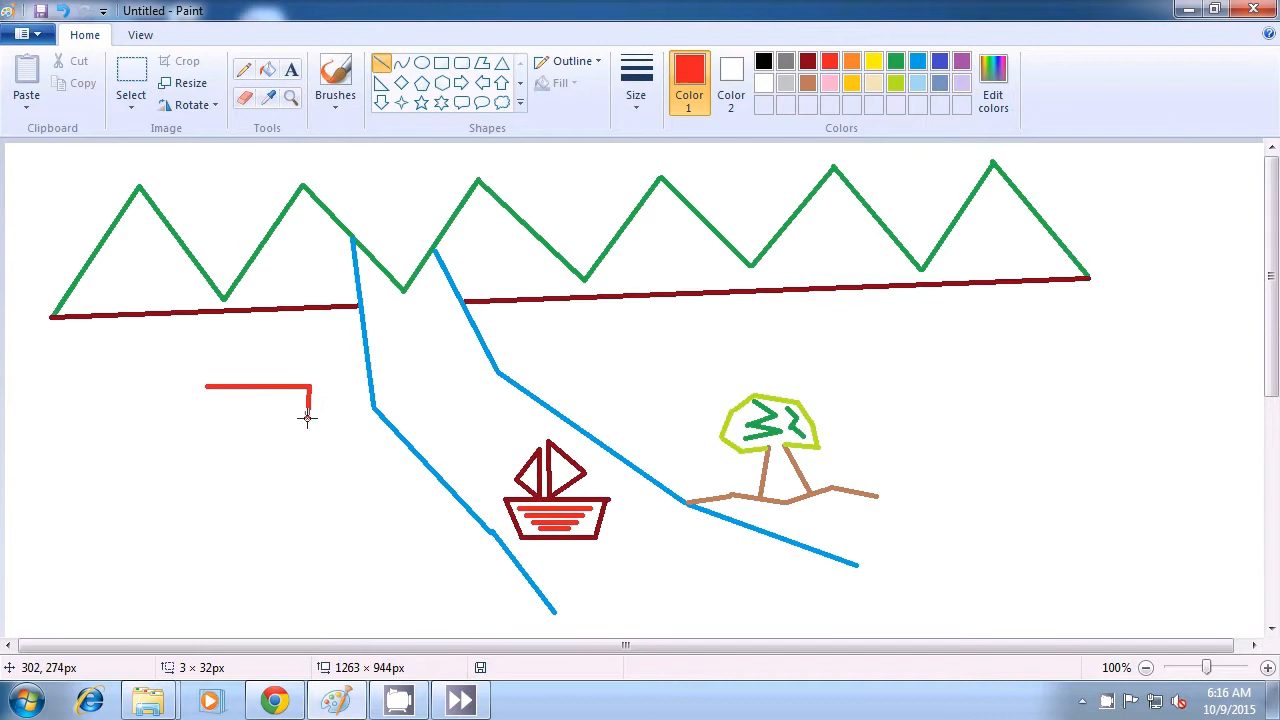 Untitled - Paint
Home View
Paste
Cut
Copy
Clipboard
Select
Crop
Resize
Rotate
Image
Tools
Brushes
Outline
Fill
Shapes
Size
Color 1
Color 2
Edit colors
Colors
302, 274px 3 × 32px 1263 × 944px 100%
6:16 AM
10/9/2015